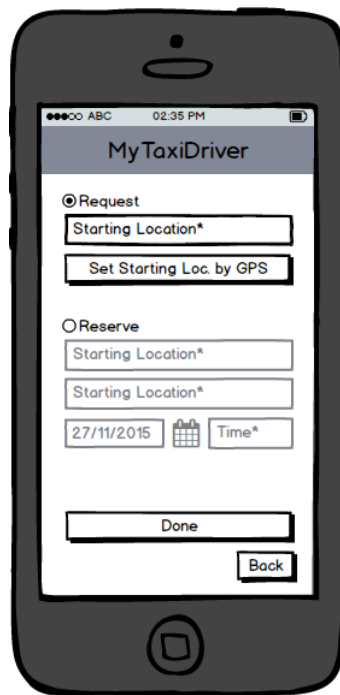 ABC 02:35 PM
MyTaxiDriver
Request
Starting Location*
Set Starting Loc. by GPS
Reserve
Starting Location*
Starting Location*
27/11/2015 Time*
Done
Back